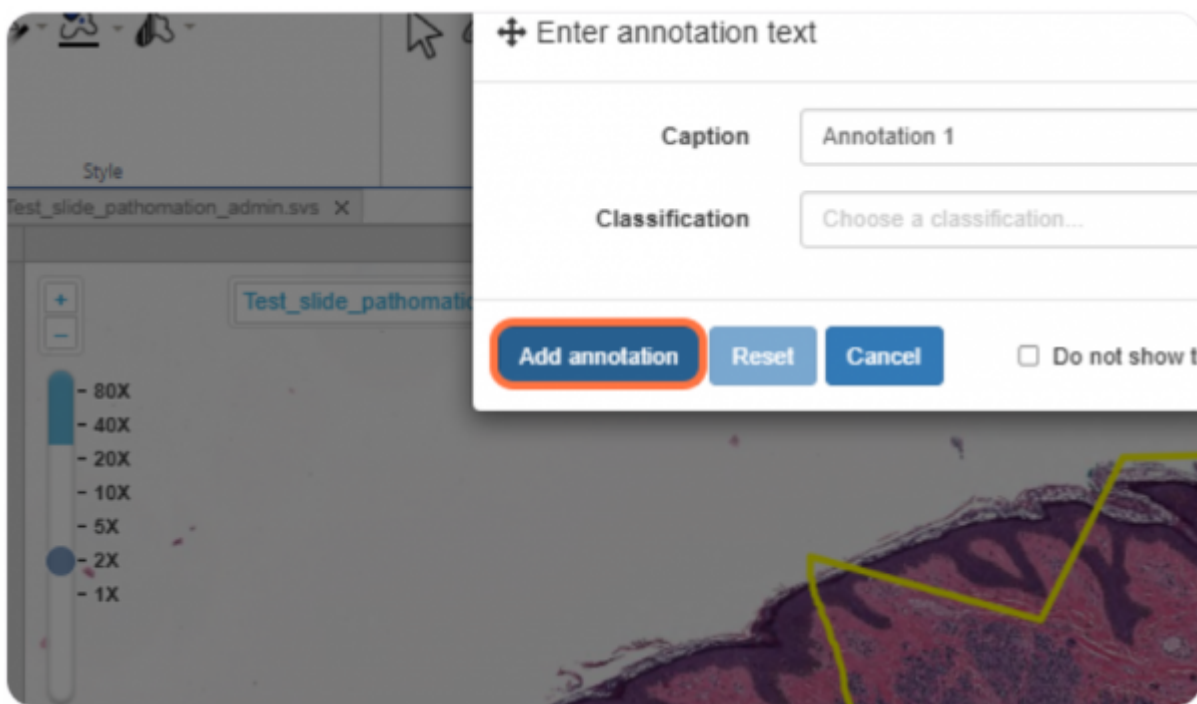 Enter annotation text
Caption
Annotation 1
Classification
Choose a classification...
Style
Test_slide_pathomation_admin.svs
Add annotation
Reset
Cancel
Do not show
+
Test_slide_pathomatic
–
- 80X
- 40X
- 20X
- 10X
- 5X
- 2X
- 1X